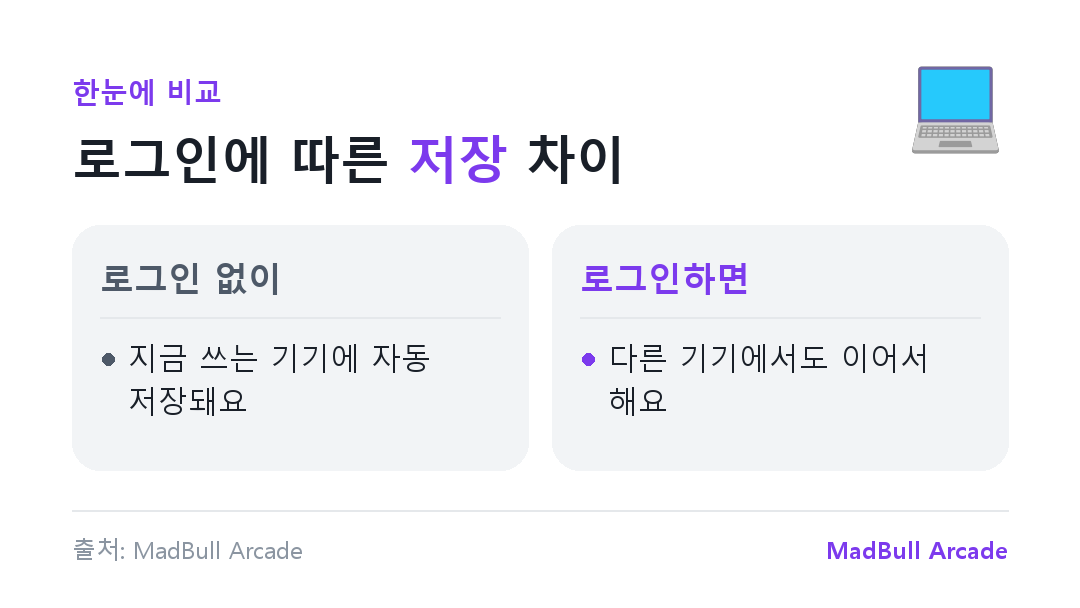 한눈에 비교
로그인에 따른 저장 차이
로그인 없이
지금 쓰는 기기에 자동
저장돼요
로그인하면
다른 기기에서도 이어서
해요
출처: MadBull Arcade
MadBull Arcade